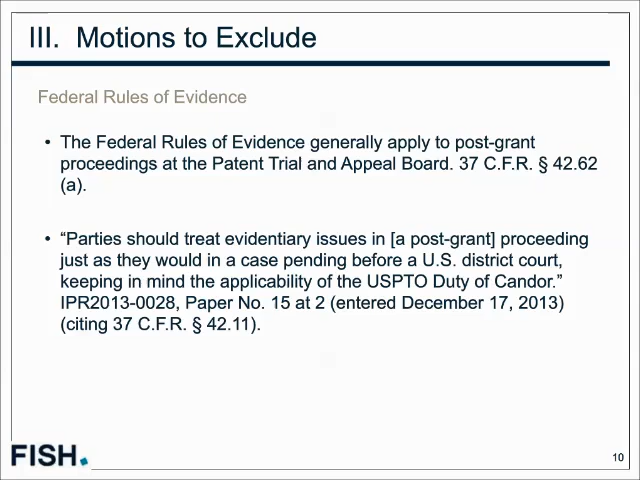 III. Motions to Exclude
Federal Rules of Evidence
• The Federal Rules of Evidence generally apply to post-grant
proceedings at the Patent Trial and Appeal Board. 37 C.F.R. § 42.62
(a).
• “Parties should treat evidentiary issues in [a post-grant] proceeding
just as they would in a case pending before a U.S. district court,
keeping in mind the applicability of the USPTO Duty of Candor.”
IPR2013-0028, Paper No. 15 at 2 (entered December 17, 2013)
(citing 37 C.F.R. § 42.11).
FISH.
10